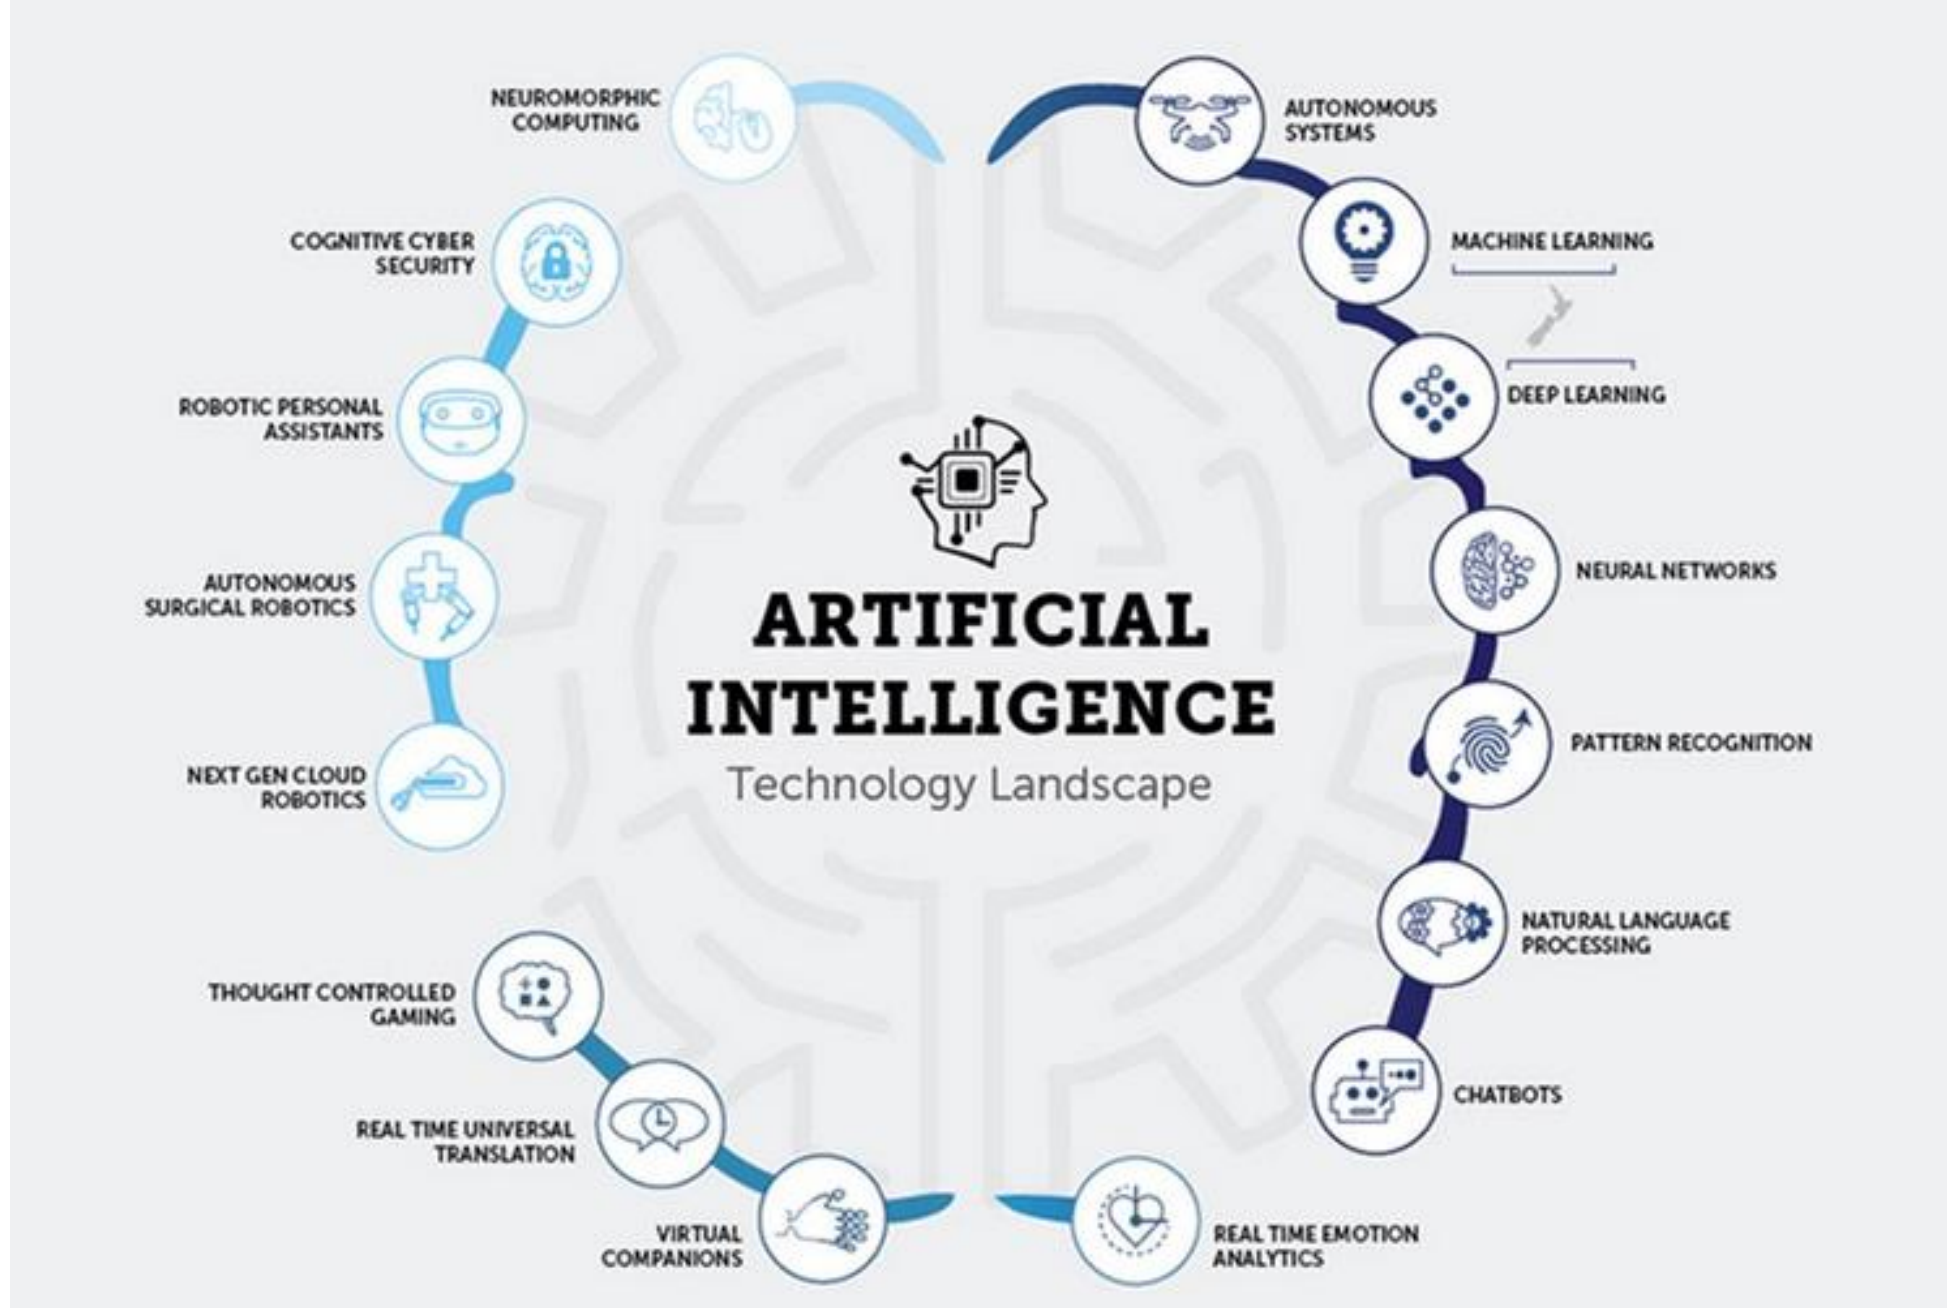 NEUROMORPHIC
COMPUTING
AUTONOMOUS
SYSTEMS
COGNITIVE CYBER
SECURITY
MACHINE LEARNING
ROBOTIC PERSONAL
ASSISTANTS
DEEP LEARNING
AUTONOMOUS
SURGICAL ROBOTICS
NEURAL NETWORKS
ARTIFICIAL
INTELLIGENCE
Technology Landscape
NEXT GEN CLOUD
ROBOTICS
PATTERN RECOGNITION
NATURAL LANGUAGE
PROCESSING
THOUGHT CONTROLLED
GAMING
CHATBOTS
REAL TIME UNIVERSAL
TRANSLATION
VIRTUAL
COMPANIONS
REAL TIME EMOTION
ANALYTICS